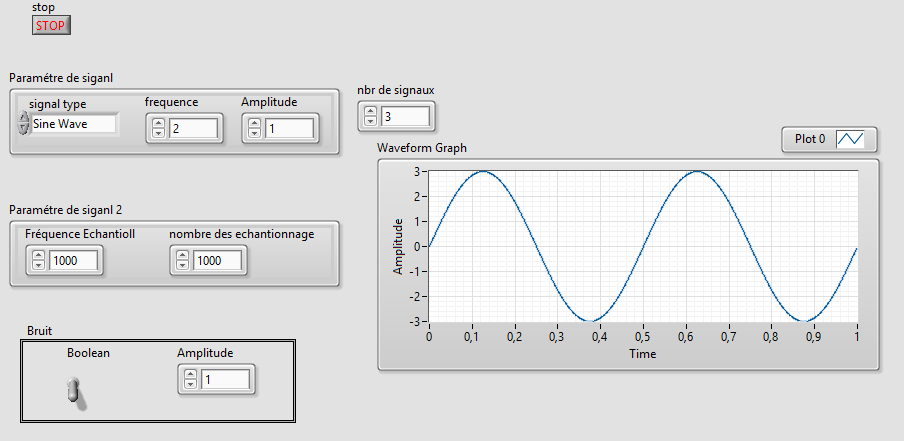 stop
STOP
Paramétre de siganl
signal type
frequence
Amplitude
Sine Wave
2
1
nbr de signaux
3
Plot 0
Waveform Graph
Paramétre de siganl 2
Fréquence Echantioll
nombre des echantionnage
1000
1000
Amplitude
3
2
1
0
-1
-2
-3
0
0,1
0,2
0,3
0,4
0,5
0,6
0,7
0,8
0,9
1
Time
Bruit
Boolean
Amplitude
1